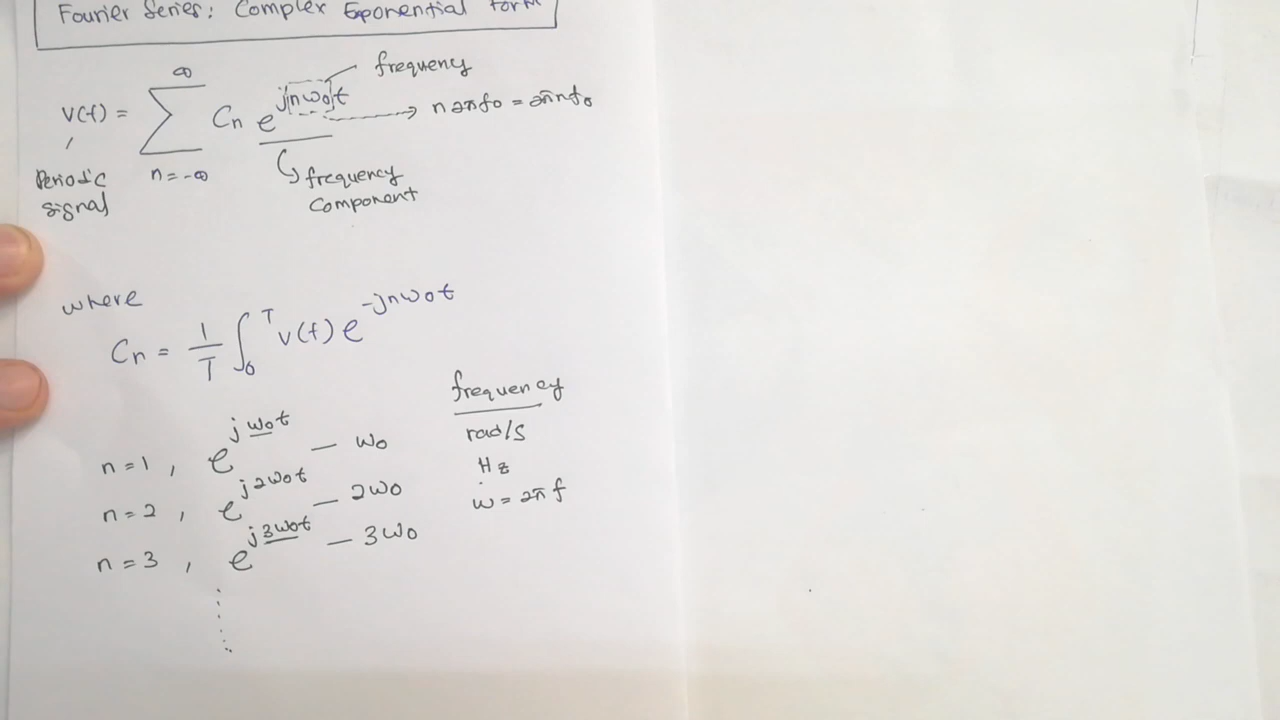 Fourier Series: Complex Exponential Form
frequency
v(t) = ∑ Cn e^{jnω0t} → n2πf0 = 2πnf0
∞
n=-∞
Periodic
signal
frequency
component
where
Cn = 1/T ∫_0^T v(t) e^{-jnω0t}
frequency
rad/s
Hz
ω = 2πf
n=1, e^{jω0t} — ω0
n=2, e^{j2ω0t} — 2ω0
n=3, e^{j3ω0t} — 3ω0